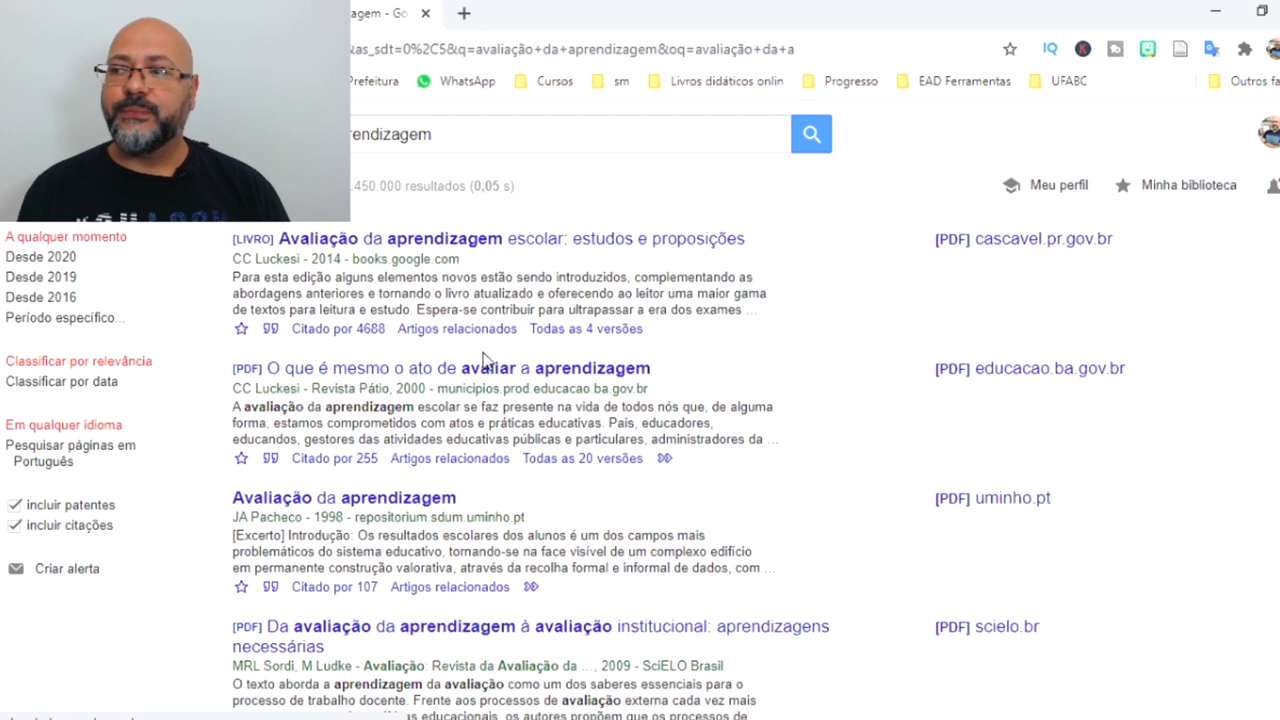 agem - Go
&as_sdt=0%2C5&q=avaliação+da+aprendizagem&oq=avaliação+da+a
IQ K
Prefeitura WhatsApp Cursos sm Livros didáticos onlin Progresso EAD Ferramentas UFABC Outros fa
rendizagem
.450.000 resultados (0,05 s) Meu perfil Minha biblioteca
A qualquer momento
Desde 2020
Desde 2019
Desde 2016
Período específico...
Classificar por relevância
Classificar por data
Em qualquer idioma
Pesquisar páginas em
Português
incluir patentes
incluir citações
Criar alerta
[LIVRO] Avaliação da aprendizagem escolar: estudos e proposições
CC Luckesi - 2014 - books.google.com
Para esta edição alguns elementos novos estão sendo introduzidos, complementando as
abordagens anteriores e tornando o livro atualizado e oferecendo ao leitor uma maior gama
de textos para leitura e estudo. Espera-se contribuir para ultrapassar a era dos exames ...
Citado por 4688 Artigos relacionados Todas as 4 versões
[PDF] cascavel.pr.gov.br
[PDF] O que é mesmo o ato de avaliar a aprendizagem
CC Luckesi - Revista Pátio, 2000 - municipios.prod.educacao.ba.gov.br
A avaliação da aprendizagem escolar se faz presente na vida de todos nós que, de alguma
forma, estamos comprometidos com atos e práticas educativas. Pais, educadores,
educandos, gestores das atividades educativas públicas e particulares, administradores da ...
Citado por 255 Artigos relacionados Todas as 20 versões
[PDF] educacao.ba.gov.br
Avaliação da aprendizagem
JA Pacheco - 1998 - repositorium.sdum.uminho.pt
[Excerto] Introdução: Os resultados escolares dos alunos é um dos campos mais
problemáticos do sistema educativo, tornando-se na face visível de um complexo edifício
em permanente construção valorativa, através da recolha formal e informal de dados, com ...
Citado por 107 Artigos relacionados
[PDF] uminho.pt
[PDF] Da avaliação da aprendizagem à avaliação institucional: aprendizagens
necessárias
MRL Sordi, M Ludke - Avaliação: Revista da Avaliação da ..., 2009 - SciELO Brasil
O texto aborda a aprendizagem da avaliação como um dos saberes essenciais para o
processo de trabalho docente. Frente aos processos de avaliação externa cada vez mais
educacionais, os autores propõem que os processos de
[PDF] scielo.br